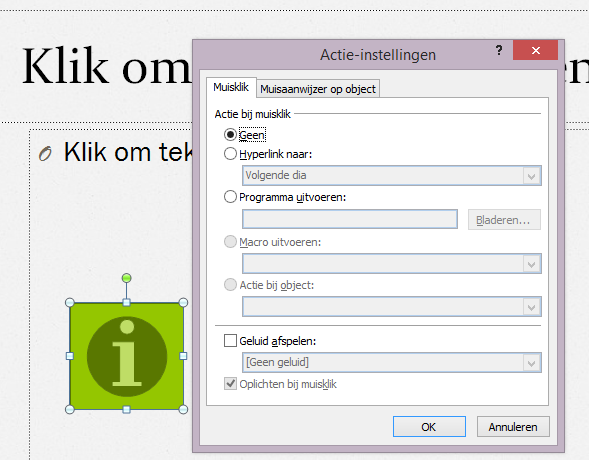 Klik om
en
Klik om tek
Actie-instellingen
?
Muisklik
Muisaanwijzer op object
Actie bij muisklik
Geen
Hyperlink naar:
Volgende dia
Programma uitvoeren:
Bladeren...
Macro uitvoeren:
Actie bij object:
Geluid afspelen:
[Geen geluid]
Oplichten bij muisklik
OK
Annuleren
i